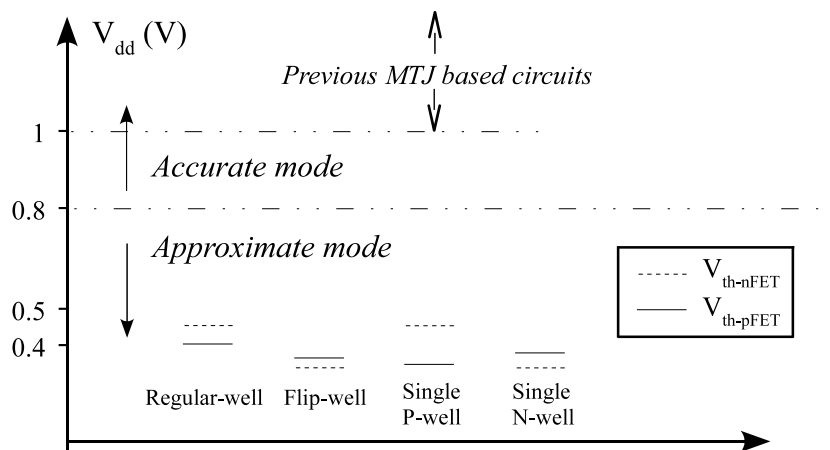 V_dd (V)
Previous MTJ based circuits
1
Accurate mode
0.8
Approximate mode
V_th-nFET
V_th-pFET
0.5
0.4
Regular-well
Flip-well
Single
P-well
Single
N-well